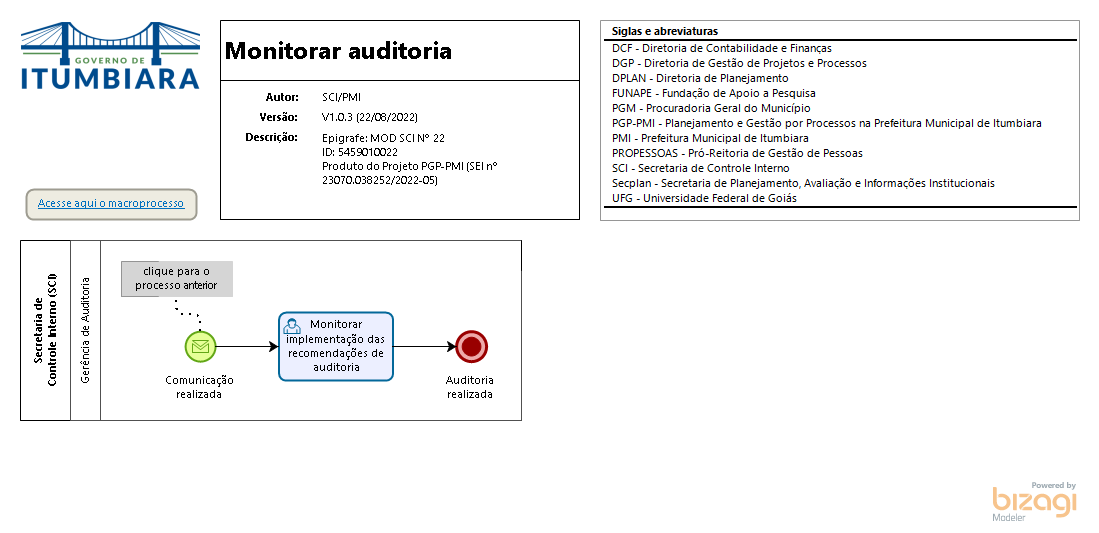 GOVERNO DE
ITUMBIARA
Acesse aqui o macroprocesso
Monitorar auditoria
Autor: SCI/PMI
Versão: V1.0.3 (22/08/2022)
Descrição: Epigrafe: MOD SCI Nº 22
ID: 5459010022
Produto do Projeto PGP-PMI (SEI nº
23070.038252/2022-05)
Siglas e abreviaturas
DCF - Diretoria de Contabilidade e Finanças
DGP - Diretoria de Gestão de Projetos e Processos
DPLAN - Diretoria de Planejamento
FUNAPE - Fundação de Apoio a Pesquisa
PGM - Procuradoria Geral do Município
PGP-PMI - Planejamento e Gestão por Processos na Prefeitura Municipal de Itumbiara
PMI - Prefeitura Municipal de Itumbiara
PROPESSOAS - Pró-Reitoria de Gestão de Pessoas
SCI - Secretaria de Controle Interno
Secplan - Secretaria de Planejamento, Avaliação e Informações Institucionais
UFG - Universidade Federal de Goiás
Secretaria de
Controle Interno (SCI)
Gerência de Auditoria
clique para o
processo anterior
Comunicação
realizada
Monitorar
implementação das
recomendações de
auditoria
Auditoria
realizada
Powered by
bizagi
Modeler